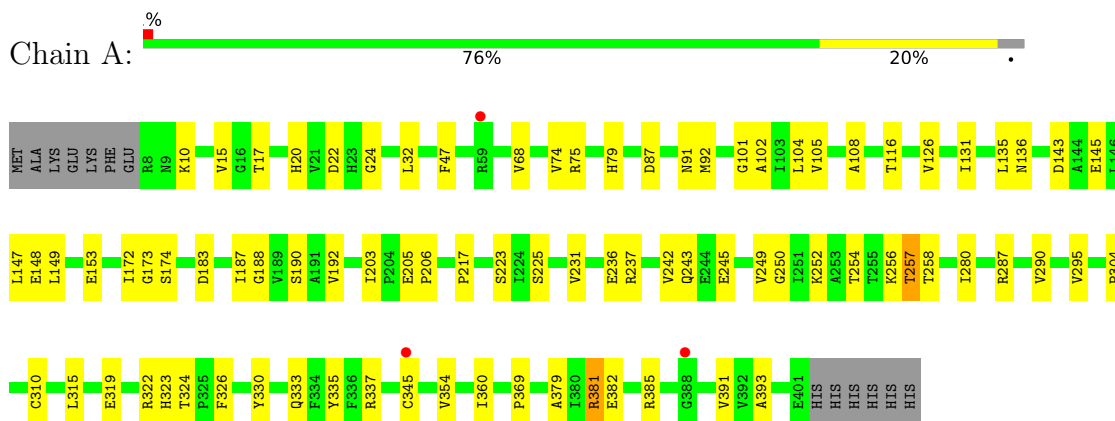 .%
Chain A:
76% 20% .
MET ALA LYS GLU LYS PHE GLU R8 N9 K10 V15 G16 T17 H20 V21 D22 H23 G24 L32 F47 R59 V68 V74 R75 H79 D87 N91 M92 G101 A102 I103 L104 V105 A108 T116 V126 I131 L135 N136 D143 A144 E145 L146
L147 E148 L149 E153 I172 G173 S174 D183 I187 G188 V189 S190 A191 V192 I203 P204 E205 P206 P217 S223 I224 S225 V231 E236 R237 V242 Q243 E244 E245 V249 G250 I251 K252 A253 T254 T255 K256 T257 T258 I280 R287 V290 V295
C310 L315 E319 R322 H323 T324 P325 F326 Y330 Q333 F334 Y335 F336 R337 C345 V354 I360 P369 A379 I380 R381 E382 R385 G388 V391 V392 A393 E401 HIS HIS HIS HIS HIS HIS